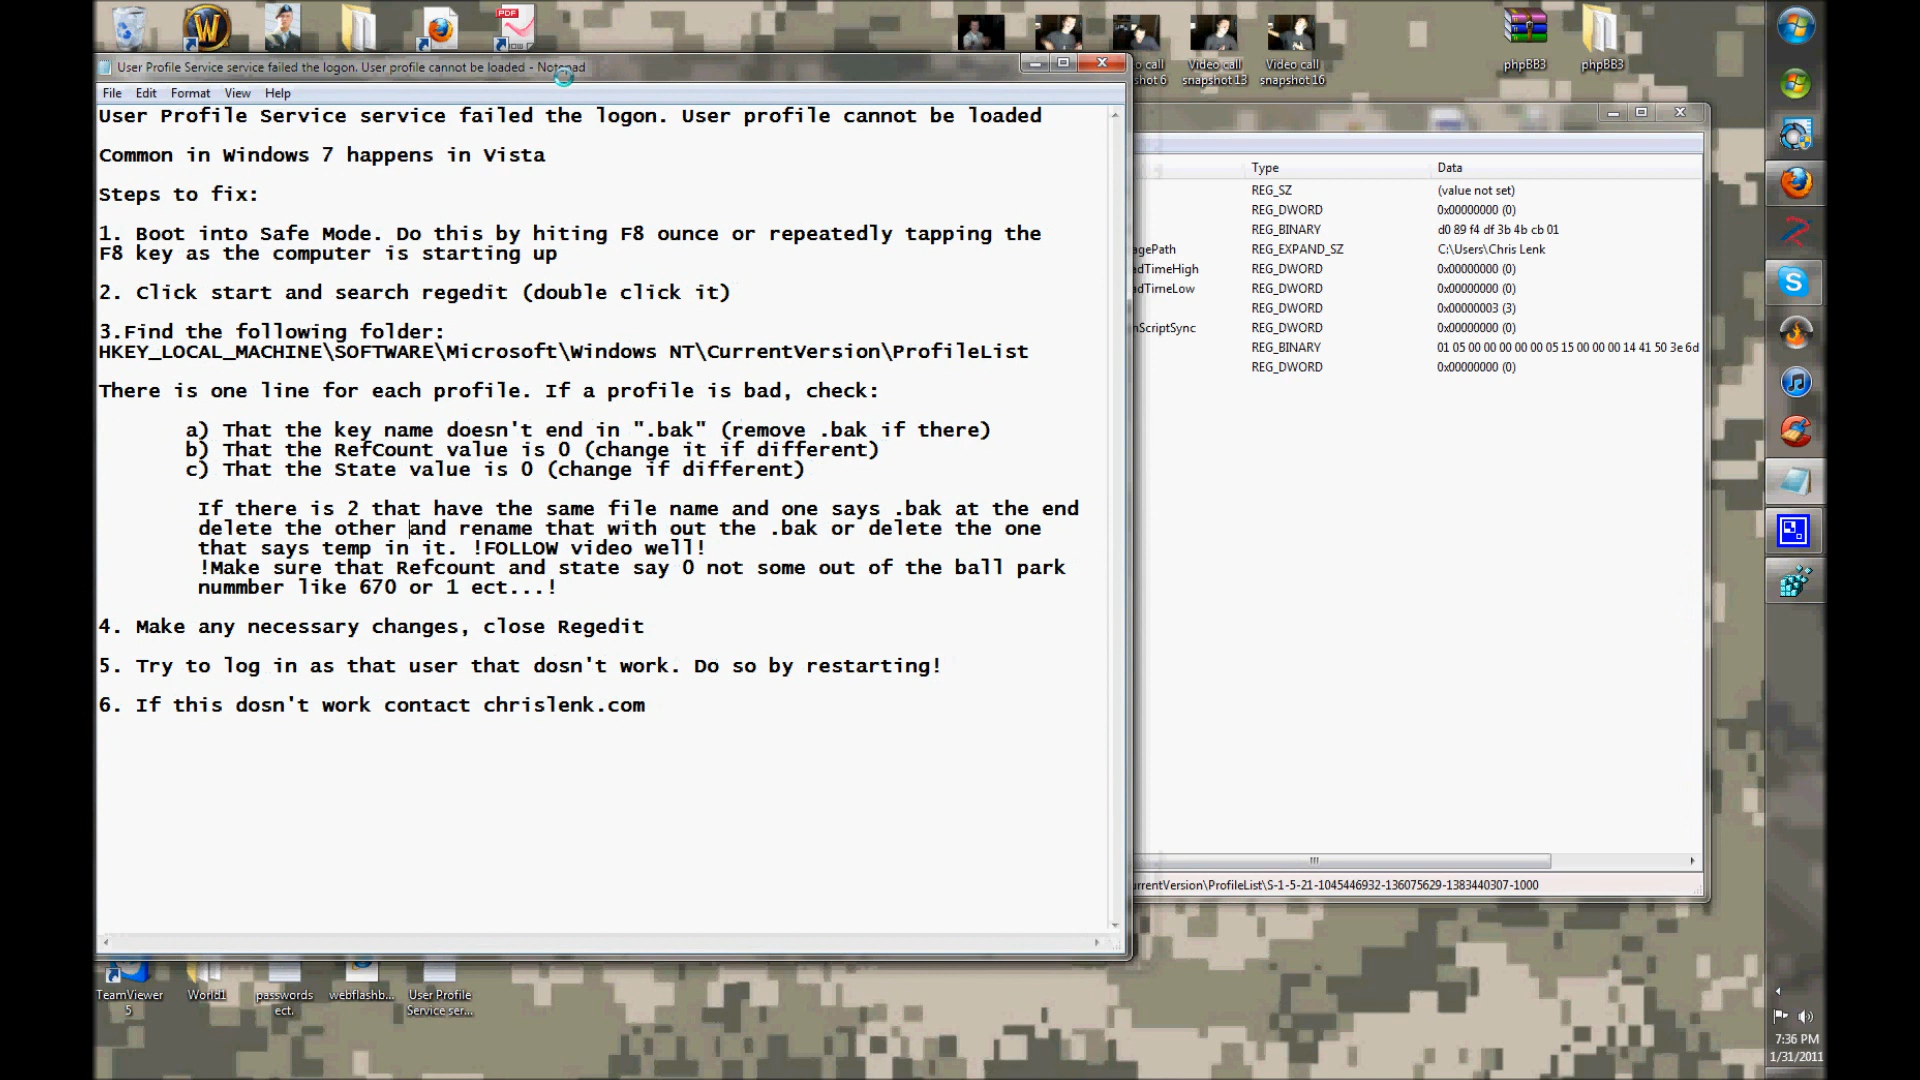 User Profile Service service failed the logon. User profile cannot be loaded - Notepad
File Edit Format View Help
User Profile Service service failed the logon. User profile cannot be loaded
Common in Windows 7 happens in Vista
Steps to fix:
1. Boot into Safe Mode. Do this by hiting F8 ounce or repeatedly tapping the
F8 key as the computer is starting up
2. Click start and search regedit (double click it)
3.Find the following folder:
HKEY_LOCAL_MACHINE\SOFTWARE\Microsoft\Windows NT\CurrentVersion\ProfileList
There is one line for each profile. If a profile is bad, check:
a) That the key name doesn't end in ".bak" (remove .bak if there)
b) That the RefCount value is 0 (change it if different)
c) That the State value is 0 (change if different)
If there is 2 that have the same file name and one says .bak at the end
delete the other and rename that with out the .bak or delete the one
that says temp in it. !FOLLOW video well!
!Make sure that Refcount and state say 0 not some out of the ball park
nummber like 670 or 1 ect...!
4. Make any necessary changes, close Regedit
5. Try to log in as that user that dosn't work. Do so by restarting!
6. If this dosn't work contact chrislenk.com
PDF
o call
shot 6
Video call
snapshot 13
Video call
snapshot 16
phpBB3
phpBB3
Type Data
REG_SZ (value not set)
REG_DWORD 0x00000000 (0)
REG_BINARY d0 89 f4 df 3b 4b cb 01
agePath REG_EXPAND_SZ C:\Users\Chris Lenk
adTimeHigh REG_DWORD 0x00000000 (0)
adTimeLow REG_DWORD 0x00000000 (0)
REG_DWORD 0x00000003 (3)
nScriptSync REG_DWORD 0x00000000 (0)
REG_BINARY 01 05 00 00 00 00 00 05 15 00 00 00 14 41 50 3e 6d
REG_DWORD 0x00000000 (0)
urrentVersion\ProfileList\S-1-5-21-1045446932-136075629-1383440307-1000
TeamViewer
5
World1
passwords
ect.
webflashb...
User Profile
Service ser...
7:36 PM
1/31/2011